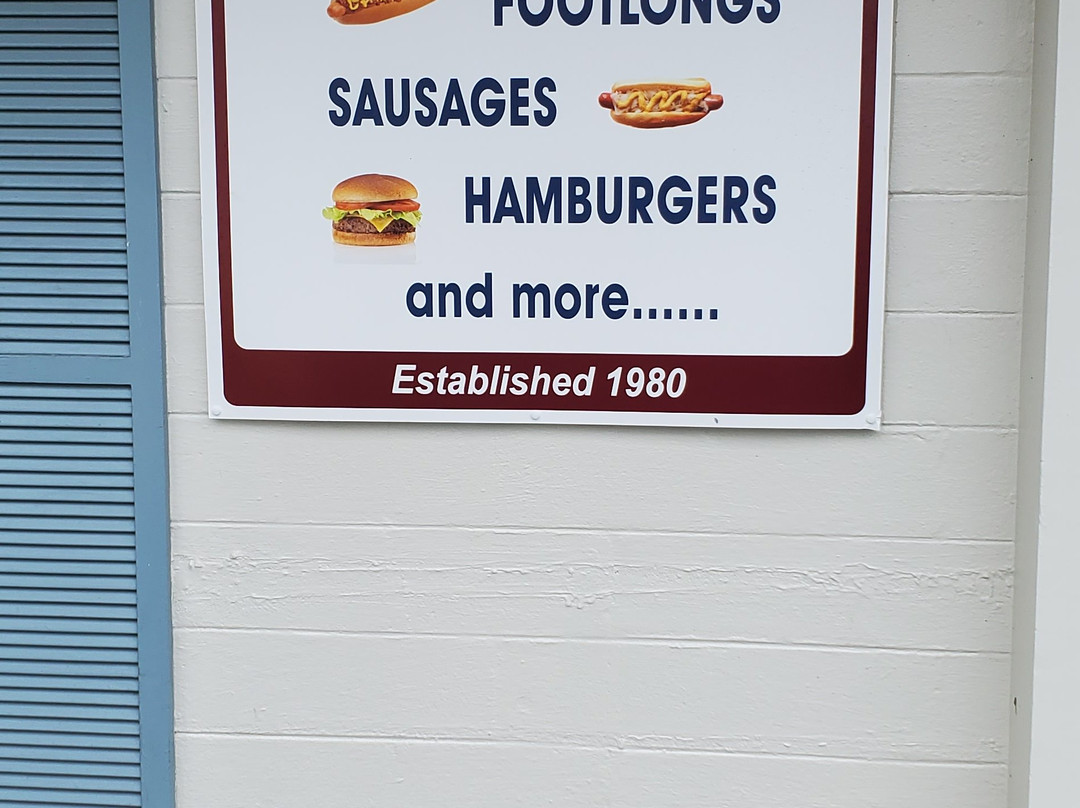 FOOTLONGS
SAUSAGES
HAMBURGERS
and more......
Established 1980